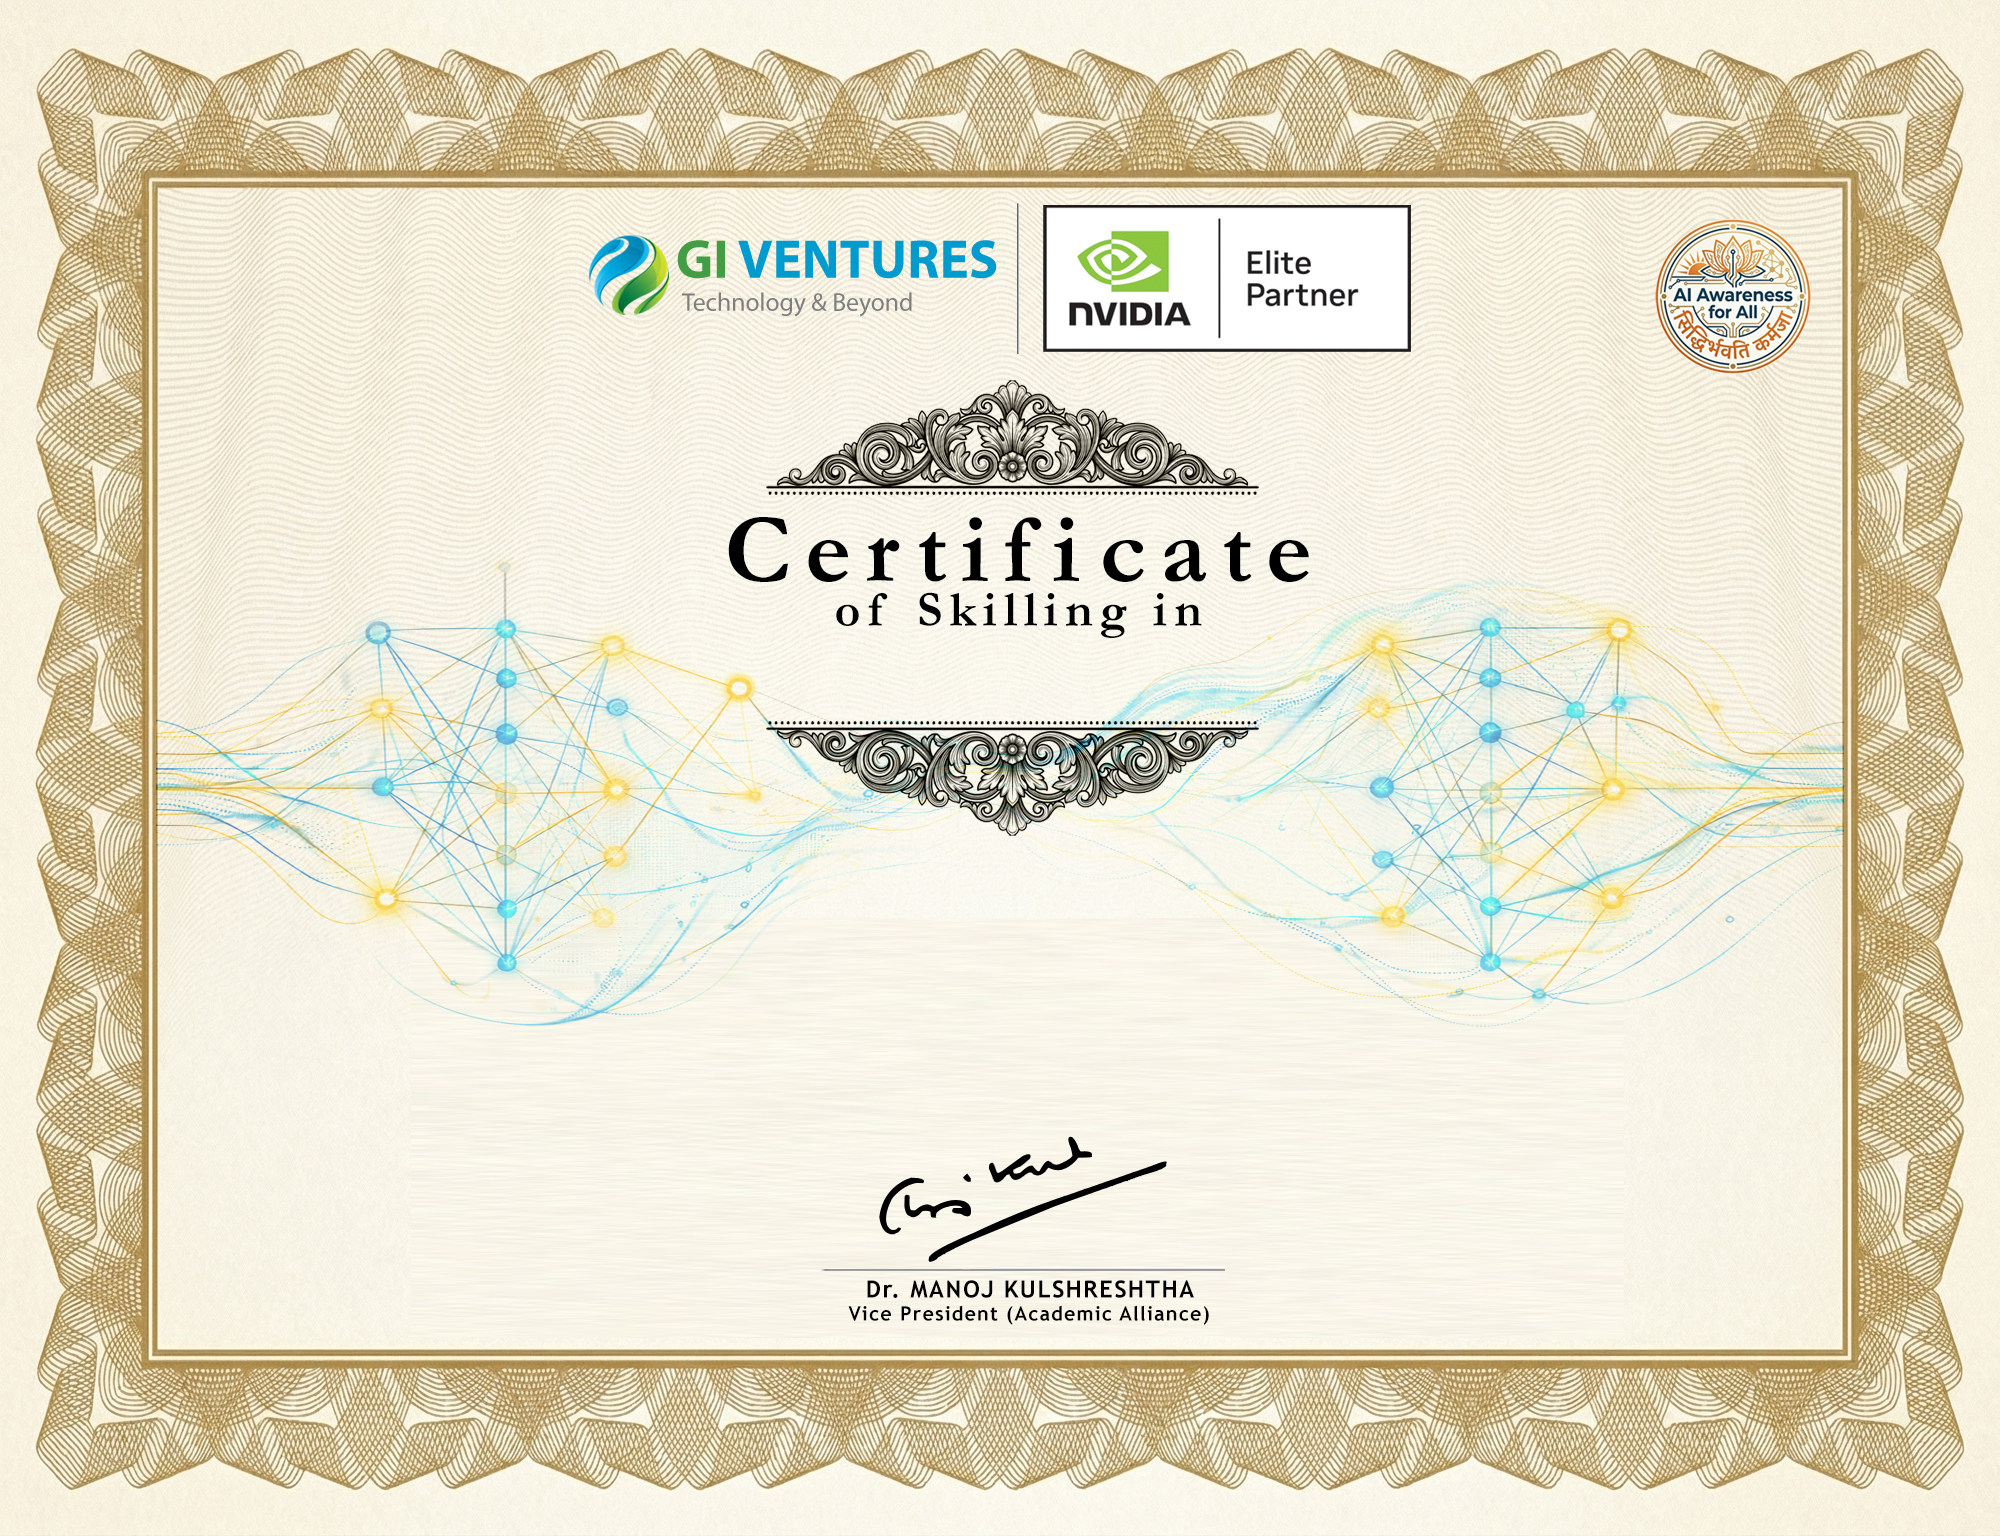 GI VENTURES
Technology & Beyond
NVIDIA
Elite
Partner
AI Awareness
for All
सिद्धिर्भवति कर्मजा
Certificate
of Skilling in
Dr. MANOJ KULSHRESHTHA
Vice President (Academic Alliance)